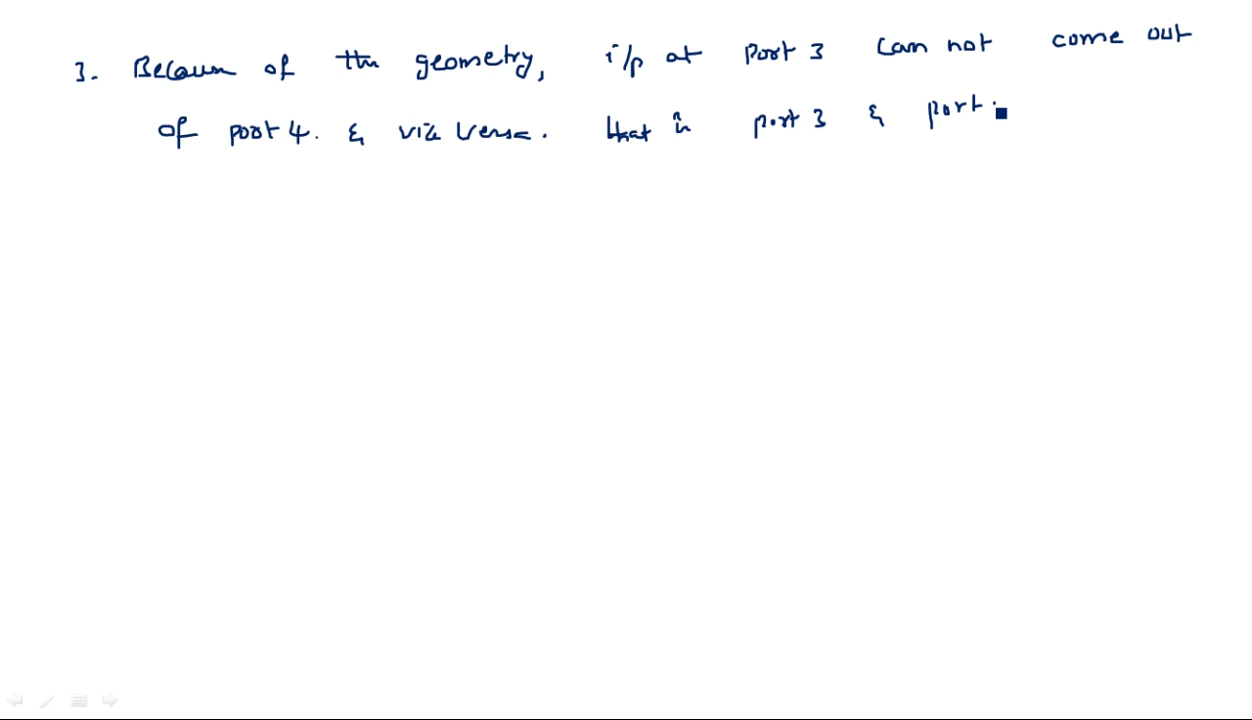 3. Because of the geometry, i/p at Port 3 can not come out
of port 4. & vice versa. that is port 3 & port